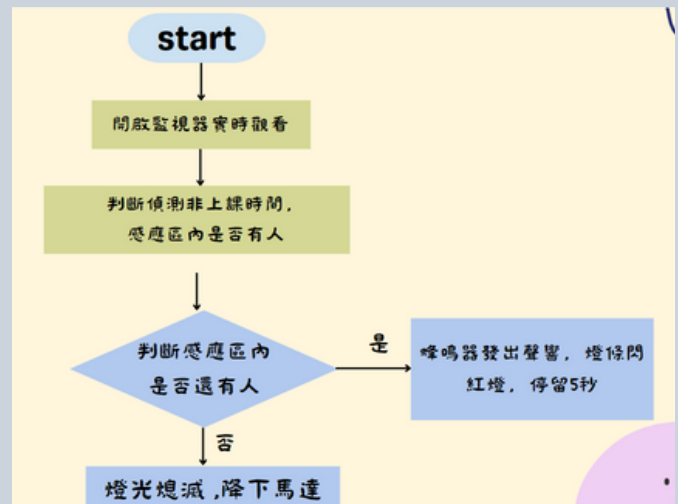 start
開啟監視器實時觀看
判斷偵測非上課時間，
感應區內是否有人
判斷感應區內
是否還有人
是
蜂鳴器發出聲響，燈條閃
紅燈，停留5秒
否
燈光熄滅,降下馬達